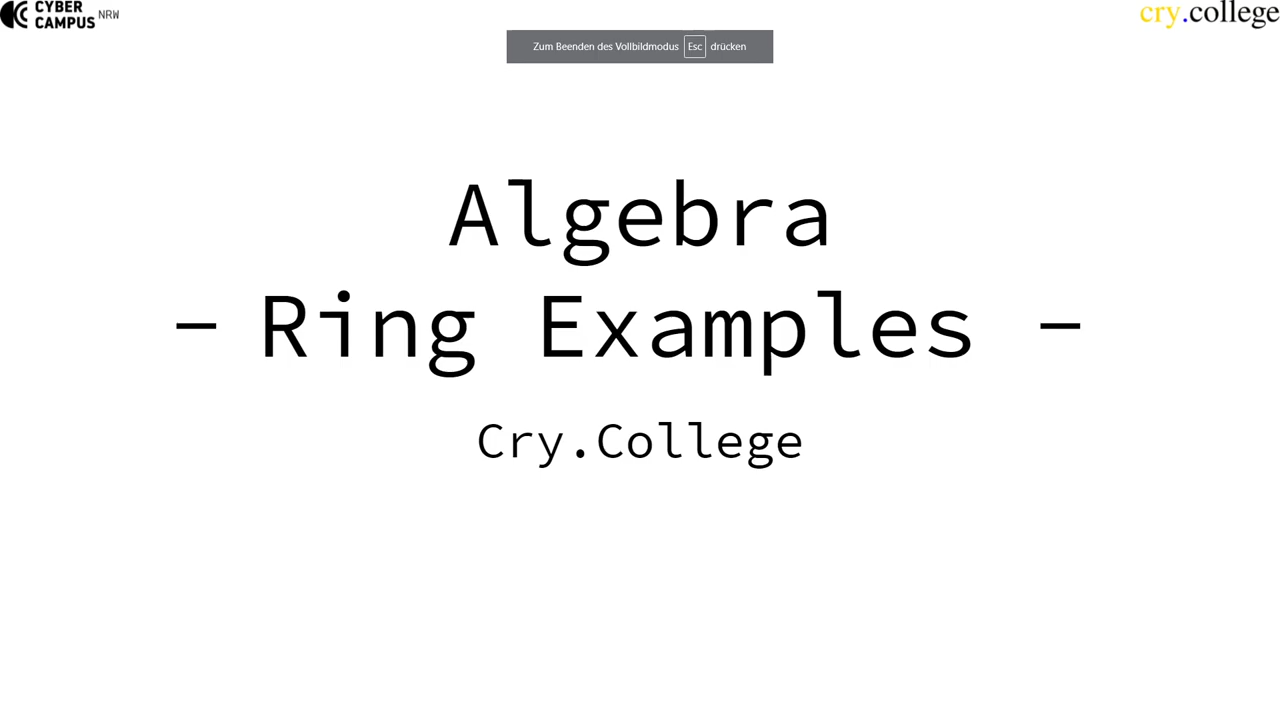 CYBER
CAMPUS NRW
cry.college
Zum Beenden des Vollbildmodus Esc drücken
Algebra
- Ring Examples -
Cry.College